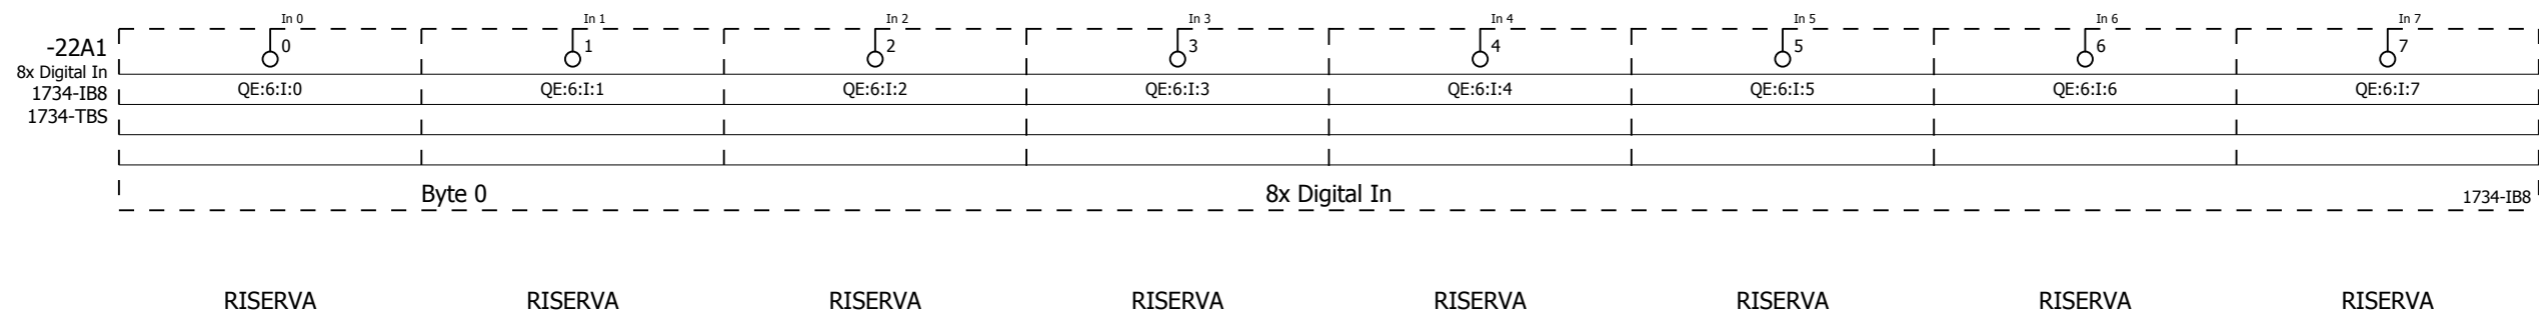 In 0 In 1 In 2 In 3 In 4 In 5 In 6 In 7
-22A1 0 1 2 3 4 5 6 7
8x Digital In
1734-IB8 QE:6:I:0 QE:6:I:1 QE:6:I:2 QE:6:I:3 QE:6:I:4 QE:6:I:5 QE:6:I:6 QE:6:I:7
1734-TBS
Byte 0 8x Digital In 1734-IB8
RISERVA RISERVA RISERVA RISERVA RISERVA RISERVA RISERVA RISERVA